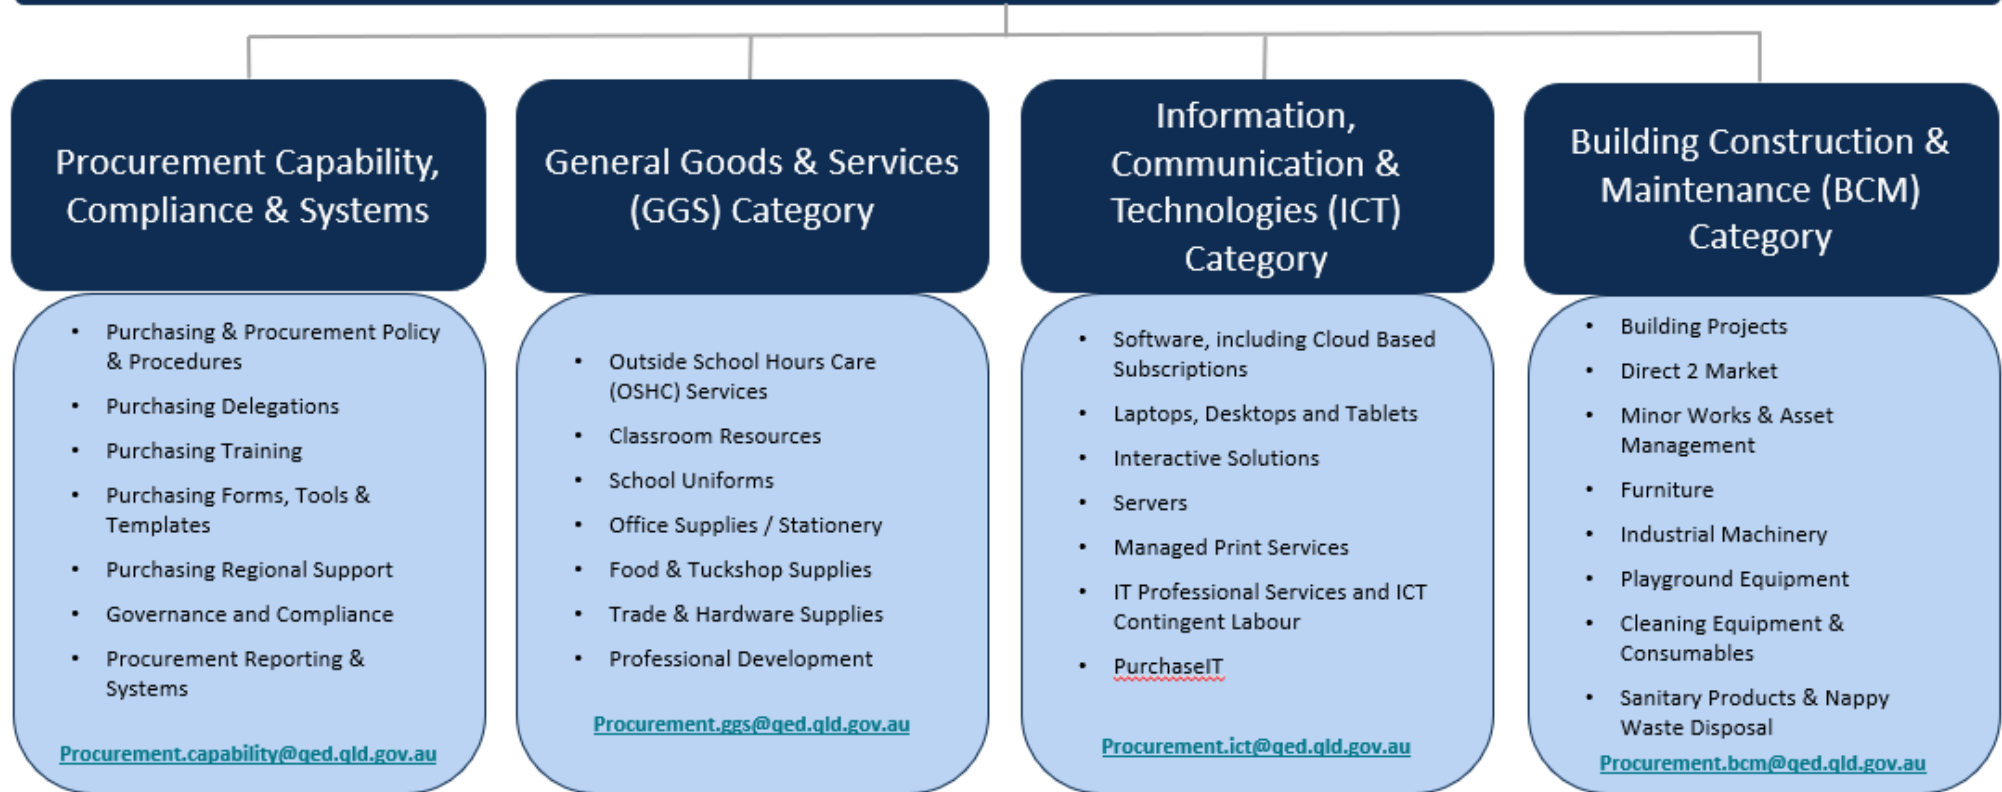 Procurement Capability,
Compliance & Systems
• Purchasing & Procurement Policy
& Procedures
• Purchasing Delegations
• Purchasing Training
• Purchasing Forms, Tools &
Templates
• Purchasing Regional Support
• Governance and Compliance
• Procurement Reporting &
Systems
Procurement.capability@qed.qld.gov.au
General Goods & Services
(GGS) Category
• Outside School Hours Care
(OSHC) Services
• Classroom Resources
• School Uniforms
• Office Supplies / Stationery
• Food & Tuckshop Supplies
• Trade & Hardware Supplies
• Professional Development
Procurement.ggs@qed.qld.gov.au
Information,
Communication &
Technologies (ICT)
Category
• Software, including Cloud Based
Subscriptions
• Laptops, Desktops and Tablets
• Interactive Solutions
• Servers
• Managed Print Services
• IT Professional Services and ICT
Contingent Labour
• PurchaseIT
Procurement.ict@qed.qld.gov.au
Building Construction &
Maintenance (BCM)
Category
• Building Projects
• Direct 2 Market
• Minor Works & Asset
Management
• Furniture
• Industrial Machinery
• Playground Equipment
• Cleaning Equipment &
Consumables
• Sanitary Products & Nappy
Waste Disposal
Procurement.bcm@qed.qld.gov.au